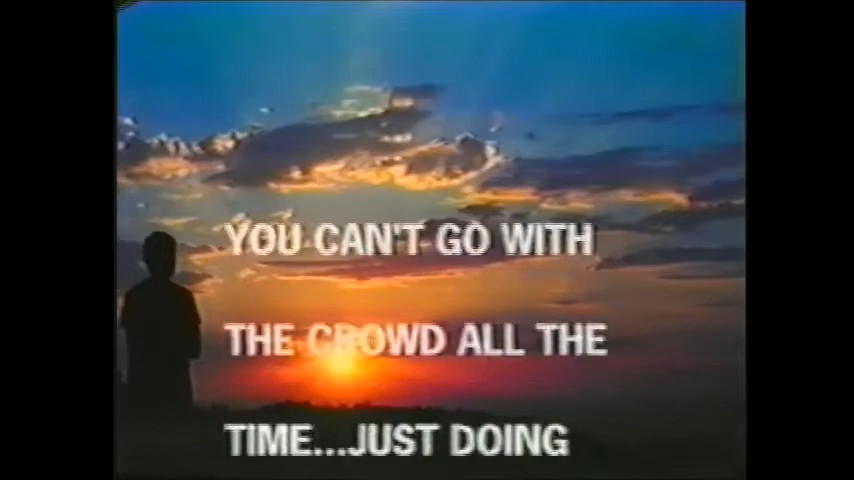 YOU CAN'T GO WITH
THE CROWD ALL THE
TIME...JUST DOING